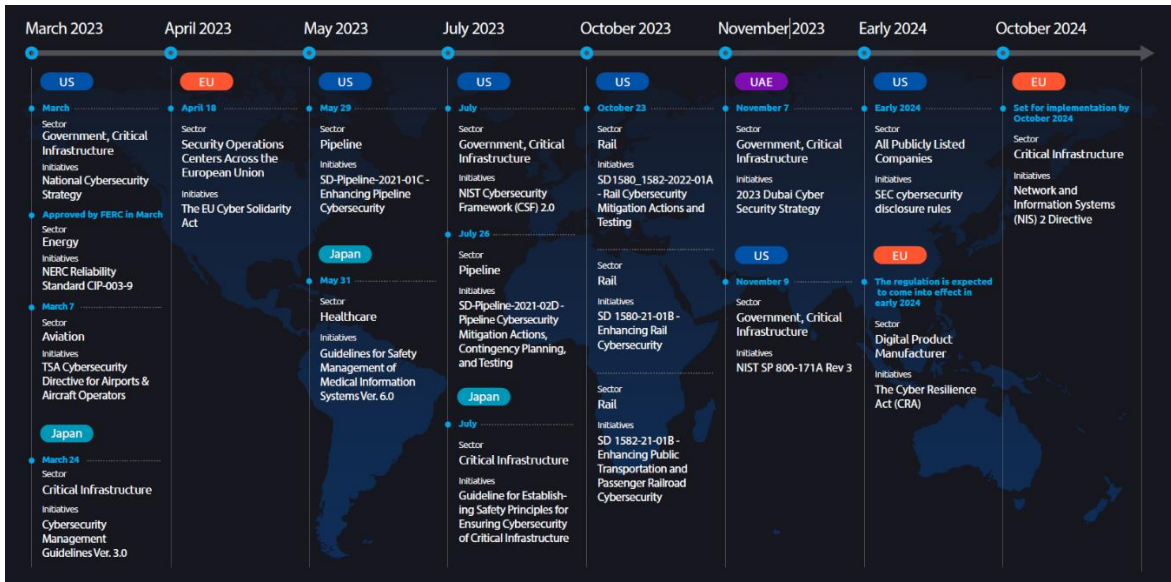 March 2023
April 2023
May 2023
July 2023
October 2023
November 2023
Early 2024
October 2024
US
March
Sector
Government, Critical
Infrastructure
Initiatives
National Cybersecurity
Strategy
Approved by FERC in March
Sector
Energy
Initiatives
NERC Reliability
Standard CIP-003-9
March 7
Sector
Aviation
Initiatives
TSA Cybersecurity
Directive for Airports &
Aircraft Operators
Japan
March 24
Sector
Critical Infrastructure
Initiatives
Cybersecurity
Management
Guidelines Ver. 3.0
EU
April 18
Sector
Security Operations
Centers Across the
European Union
Initiatives
The EU Cyber Solidarity
Act
US
May 29
Sector
Pipeline
Initiatives
SD-Pipeline-2021-01C -
Enhancing Pipeline
Cybersecurity
Japan
May 31
Sector
Healthcare
Initiatives
Guidelines for Safety
Management of
Medical Information
Systems Ver. 6.0
US
July
Sector
Government, Critical
Infrastructure
Initiatives
NIST Cybersecurity
Framework (CSF) 2.0
July 26
Sector
Pipeline
Initiatives
SD-Pipeline-2021-02D -
Pipeline Cybersecurity
Mitigation Actions,
Contingency Planning,
and Testing
Japan
July
Sector
Critical Infrastructure
Initiatives
Guideline for Establish-
ing Safety Principles for
Ensuring Cybersecurity
of Critical Infrastructure
US
October 23
Sector
Rail
Initiatives
SD1580_1582-2022-01A
- Rail Cybersecurity
Mitigation Actions and
Testing
Sector
Rail
Initiatives
SD 1580-21-01B -
Enhancing Rail
Cybersecurity
Sector
Rail
Initiatives
SD 1582-21-01B -
Enhancing Public
Transportation and
Passenger Railroad
Cybersecurity
UAE
November 7
Sector
Government, Critical
Infrastructure
Initiatives
2023 Dubai Cyber
Security Strategy
US
November 9
Sector
Government, Critical
Infrastructure
Initiatives
NIST SP 800-171A Rev 3
US
Early 2024
Sector
All Publicly Listed
Companies
Initiatives
SEC cybersecurity
disclosure rules
EU
The regulation is expected
to come into effect in
early 2024
Sector
Digital Product
Manufacturer
Initiatives
The Cyber Resilience
Act (CRA)
EU
Set for implementation by
October 2024
Sector
Critical Infrastructure
Initiatives
Network and
Information Systems
(NIS) 2 Directive